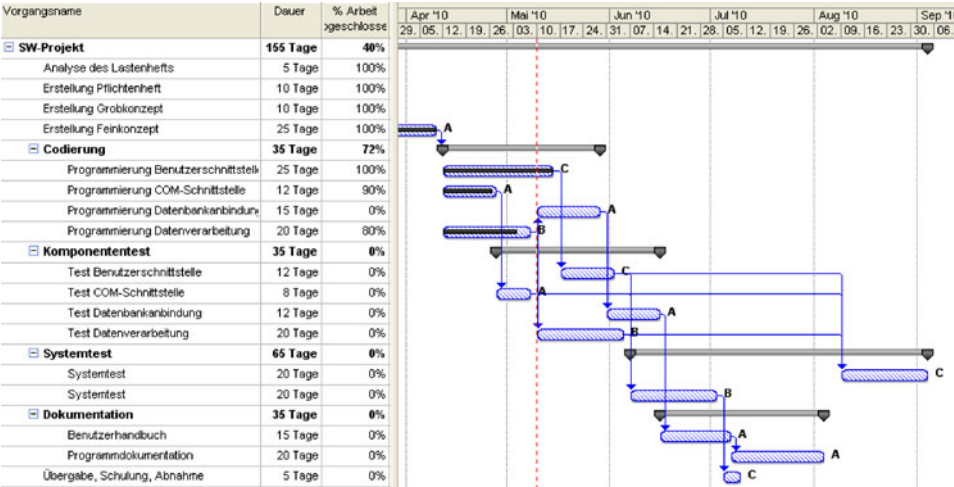 Vorgangsname Dauer % Arbeit Apr '10 Mai '10 Jun '10 Jul '10 Aug '10 Sep '1
ogeschlosse 29. 05. 12. 19. 26. 03. 10. 17. 24. 31. 07. 14. 21. 28. 05. 12. 19. 26. 02. 09. 16. 23. 30. 06.
SW-Projekt 155 Tage 40%
Analyse des Lastenhefts 5 Tage 100%
Erstellung Pflichtenheft 10 Tage 100%
Erstellung Grobkonzept 10 Tage 100%
Erstellung Feinkonzept 25 Tage 100% A
Codierung 35 Tage 72%
Programmierung Benutzerschnittstell 25 Tage 100% C
Programmierung COM-Schnittstelle 12 Tage 90% A
Programmierung Datenbankanbindun 15 Tage 0% A
Programmierung Datenverarbeitung 20 Tage 80% B
Komponententest 35 Tage 0%
Test Benutzerschnittstelle 12 Tage 0% C
Test COM-Schnittstelle 8 Tage 0% A
Test Datenbankanbindung 12 Tage 0% A
Test Datenverarbeitung 20 Tage 0% B
Systemtest 65 Tage 0%
Systemtest 20 Tage 0% C
Systemtest 20 Tage 0% B
Dokumentation 35 Tage 0%
Benutzerhandbuch 15 Tage 0% A
Programmdokumentation 20 Tage 0% A
Übergabe, Schulung, Abnahme 5 Tage 0% C